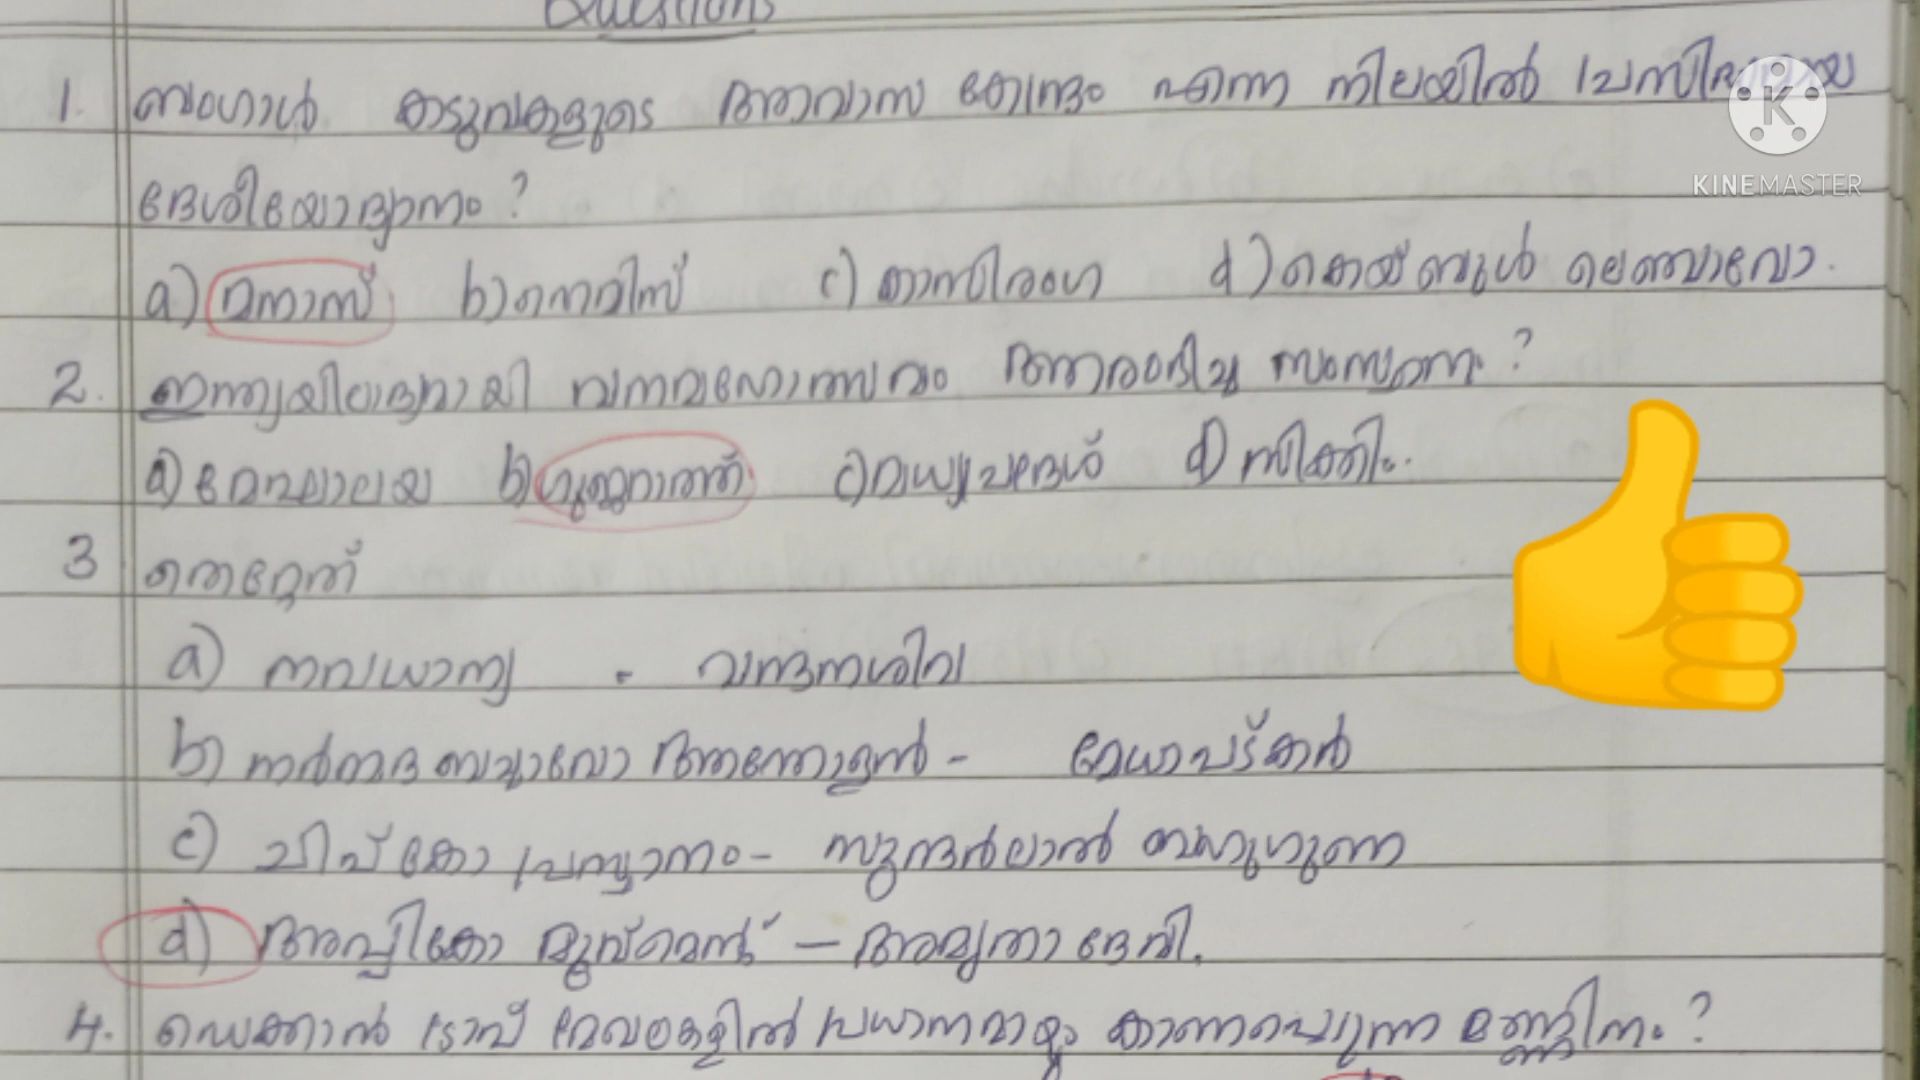 Questions
1. ബംഗാൾ കടുവകളുടെ ആവാസ കേന്ദ്രം എന്ന നിലയിൽ പ്രസിദ്ധമായ
ദേശീയോദ്യാനം ?
a) മനാസ് b) നെവിസ് c) കാസിരംഗ d) കെയ്ബുൾ ലെംബാവോ.
2. ഇന്ത്യയിലാദ്യമായി വനമഹോത്സവം ആരംഭിച്ച സംസ്ഥാനം ?
a) മേഘാലയ b) ഗുജറാത്ത് c) മധ്യപ്രദേശ് d) സിക്കിം.
3 തെറ്റേത്
a) നവധാന്യ - വന്ദനശിവ
b) നർമദ ബച്ചാവോ ആന്തോളൻ - മേധാപട്കർ
c) ചിപ്കോ പ്രസ്ഥാനം - സുന്ദർലാൽ ബഹുഗുണ
d) അപ്പികോ മൂവ്മെന്റ് - അമൃതാ ദേവി.
4. ഡെക്കാൻ ട്രാപ് മേഖലകളിൽ പ്രധാനമായും കാണപ്പെടുന്ന മണ്ണിനം ?
KINEMASTER